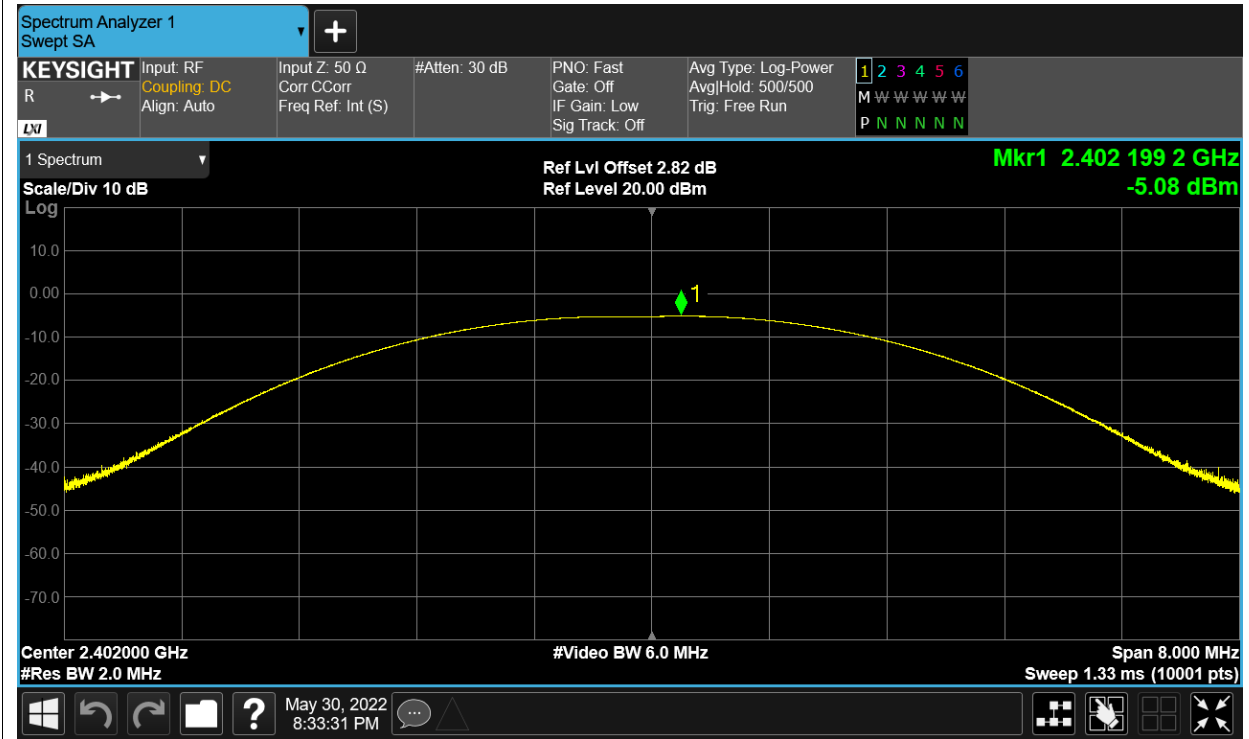 Spectrum Analyzer 1
Swept SA
+
KEYSIGHT
R
LXI
Input: RF
Coupling: DC
Align: Auto
Input Z: 50 Ω
Corr CCorr
Freq Ref: Int (S)
#Atten: 30 dB
PNO: Fast
Gate: Off
IF Gain: Low
Sig Track: Off
Avg Type: Log-Power
Avg|Hold: 500/500
Trig: Free Run
1 2 3 4 5 6
M W W W W W
P N N N N N
1 Spectrum
Scale/Div 10 dB
Ref Lvl Offset 2.82 dB
Ref Level 20.00 dBm
Mkr1 2.402 199 2 GHz
-5.08 dBm
Log
10.0
0.00
-10.0
-20.0
-30.0
-40.0
-50.0
-60.0
-70.0
1
Center 2.402000 GHz
#Video BW 6.0 MHz
Span 8.000 MHz
#Res BW 2.0 MHz
Sweep 1.33 ms (10001 pts)
?
May 30, 2022
8:33:31 PM